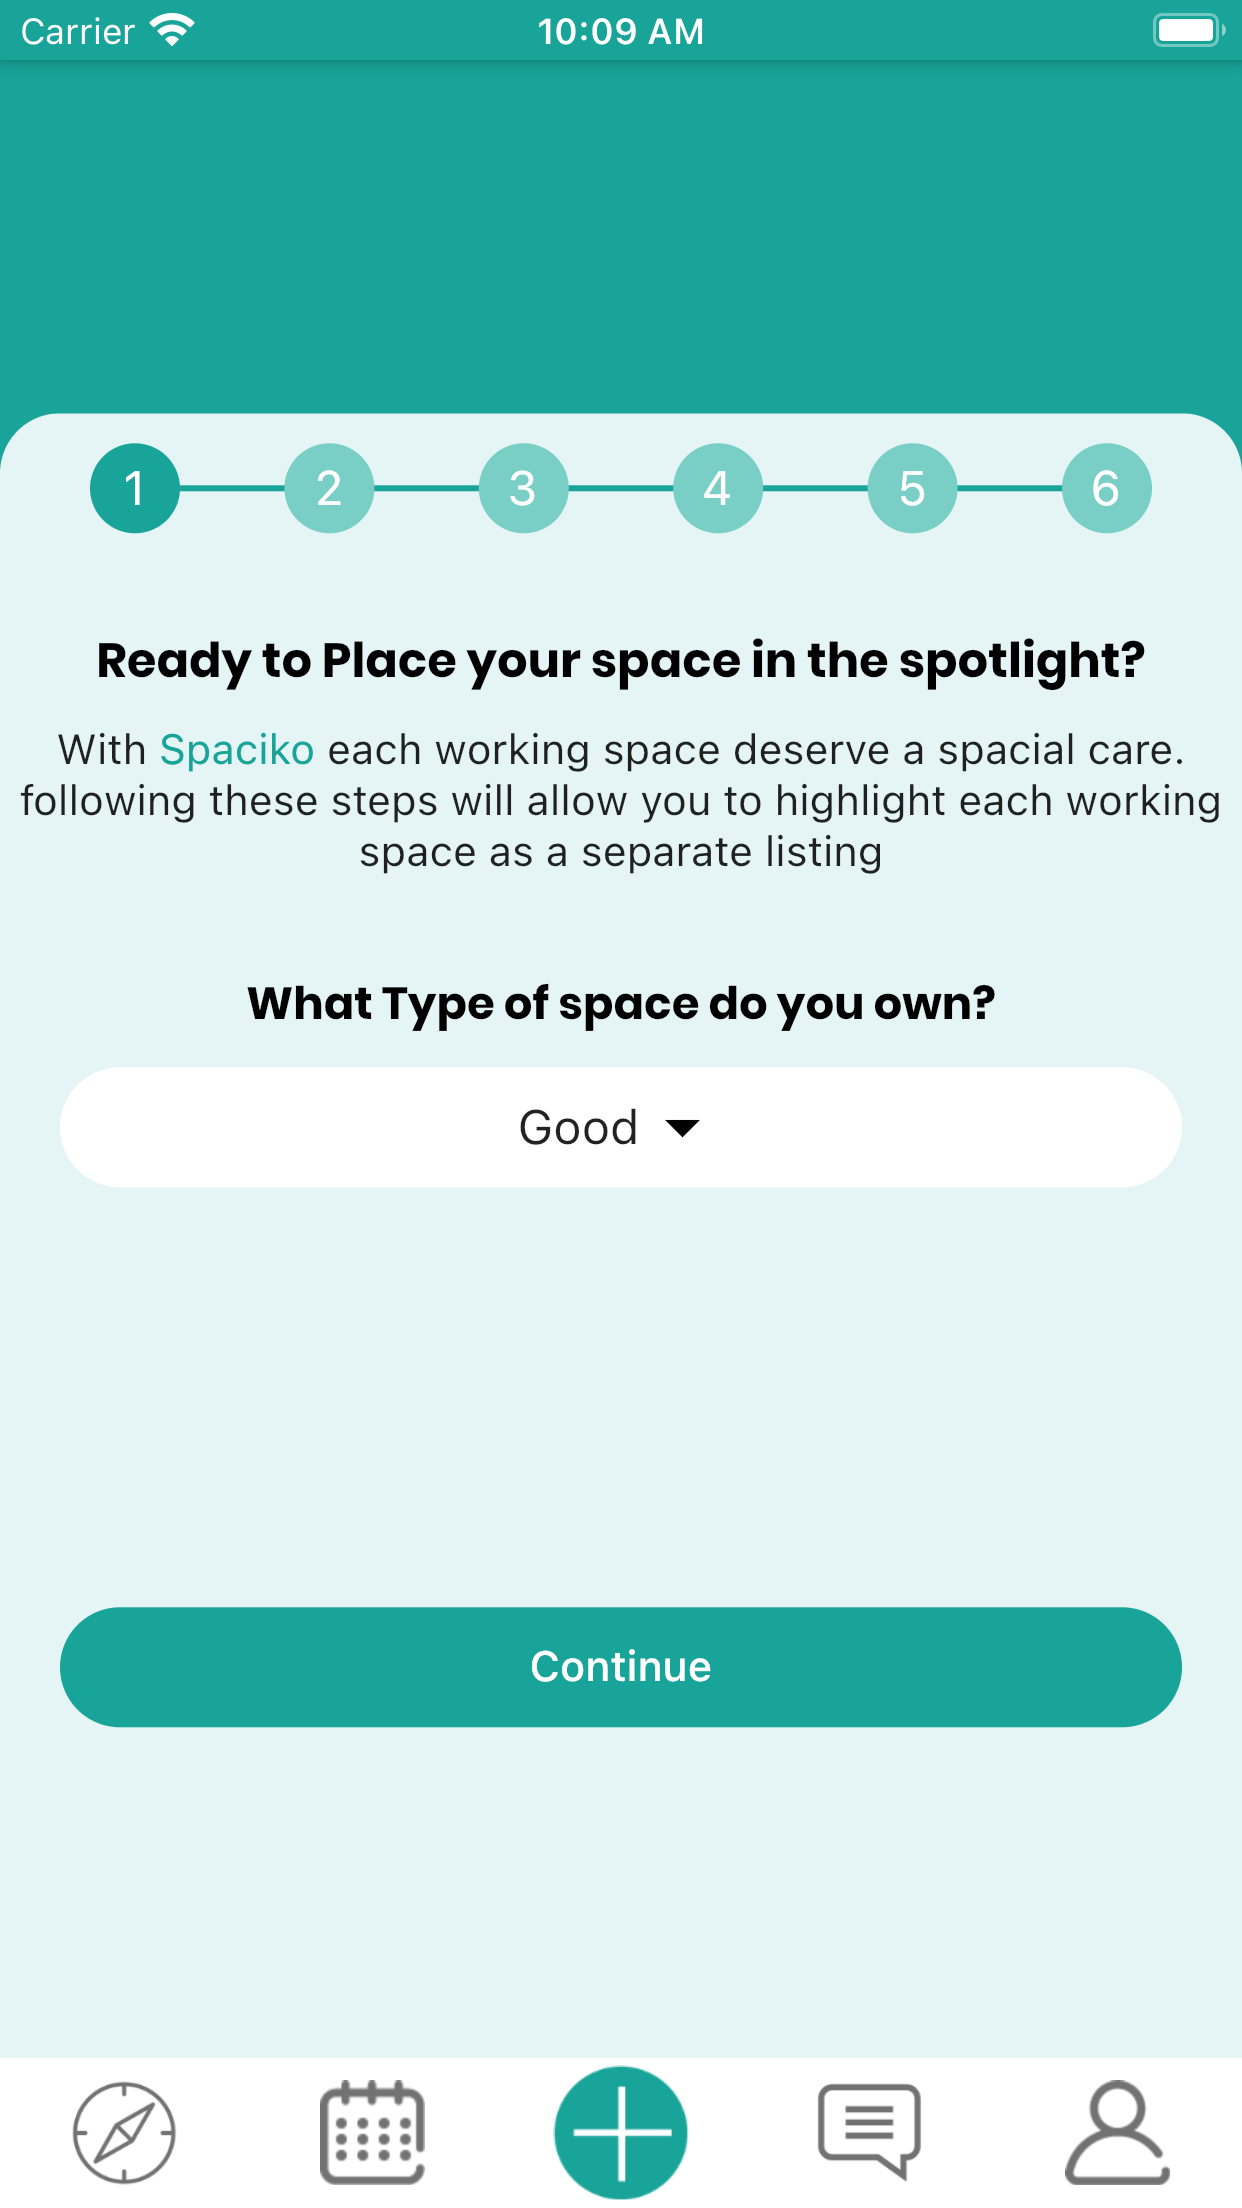 Carrier 10:09 AM
1 2 3 4 5 6
Ready to Place your space in the spotlight?
With Spaciko each working space deserve a spacial care.
following these steps will allow you to highlight each working
space as a separate listing
What Type of space do you own?
Good
Continue